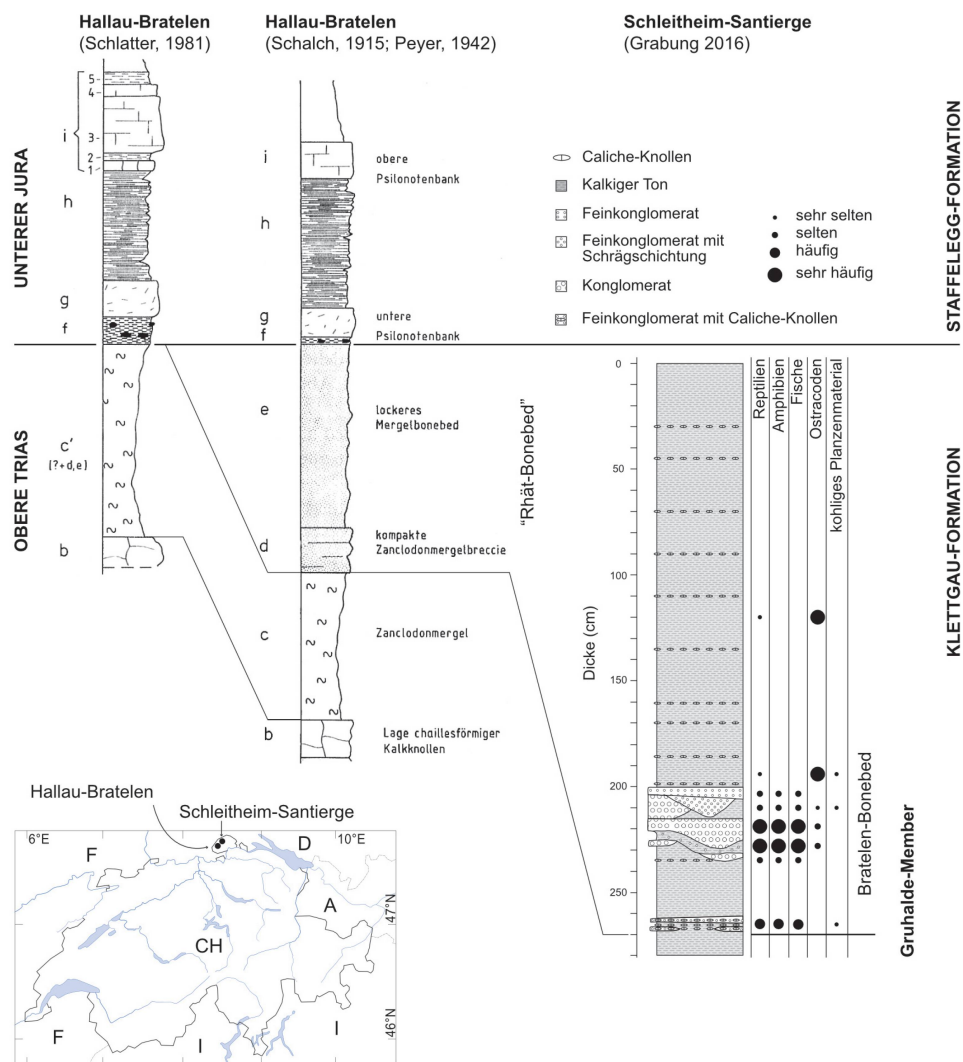 Hallau-Bratelen
(Schlatter, 1981)
Hallau-Bratelen
(Schalch, 1915; Peyer, 1942)
Schleitheim-Santierge
(Grabung 2016)
UNTERER JURA
OBERE TRIAS
5
4
i
3
2
1
h
g
f
c'
(?+d,e)
b
j
obere
Psilonotenbank
h
g
untere
f
Psilonotenbank
e
lockeres
Mergelbonebed
d
kompakte
Zanclodonmergelbreccie
c
Zanclodonmergel
b
Lage chaillesförmiger
Kalkknollen
"Rhät-Bonebed"
Caliche-Knollen
Kalkiger Ton
Feinkonglomerat
Feinkonglomerat mit
Schrägschichtung
Konglomerat
Feinkonglomerat mit Caliche-Knollen
sehr selten
selten
häufig
sehr häufig
STAFFELEGG-FORMATION
KLETTGAU-FORMATION
Dicke (cm)
0
50
100
150
200
250
Reptilien
Amphibien
Fische
Ostracoden
kohliges Planzenmaterial
Bratelen-Bonebed
Gruhalde-Member
Hallau-Bratelen
Schleitheim-Santierge
6°E
10°E
F
D
A
47°N
CH
46°N
F
I
I